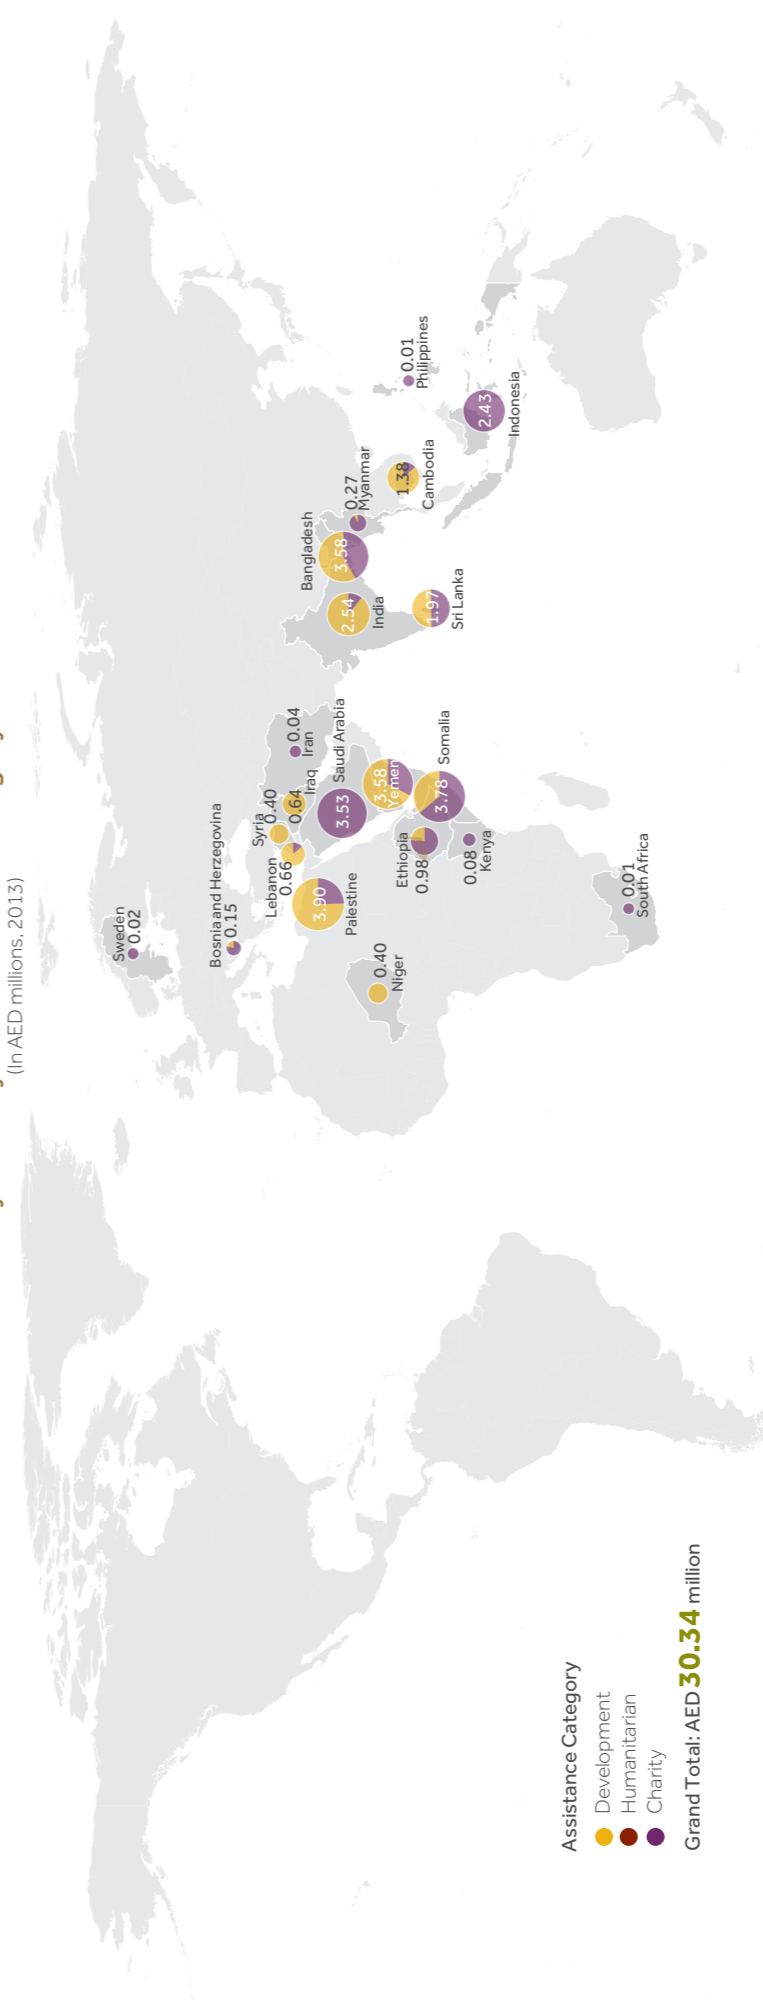 (In AED millions, 2013)
Sweden
0.02
Bosnia and Herzegovina
0.15
Syria
0.40
Lebanon
0.66
Iraq
0.64
Iran
0.04
Palestine
3.90
Saudi Arabia
3.53
Niger
0.40
Yemen
3.58
Ethiopia
0.98
Somalia
3.78
Kenya
0.08
South Africa
0.01
Bangladesh
3.58
India
2.54
Myanmar
0.27
Sri Lanka
1.97
Cambodia
1.38
Philippines
0.01
Indonesia
2.43
Assistance Category
Development
Humanitarian
Charity
Grand Total: AED 30.34 million